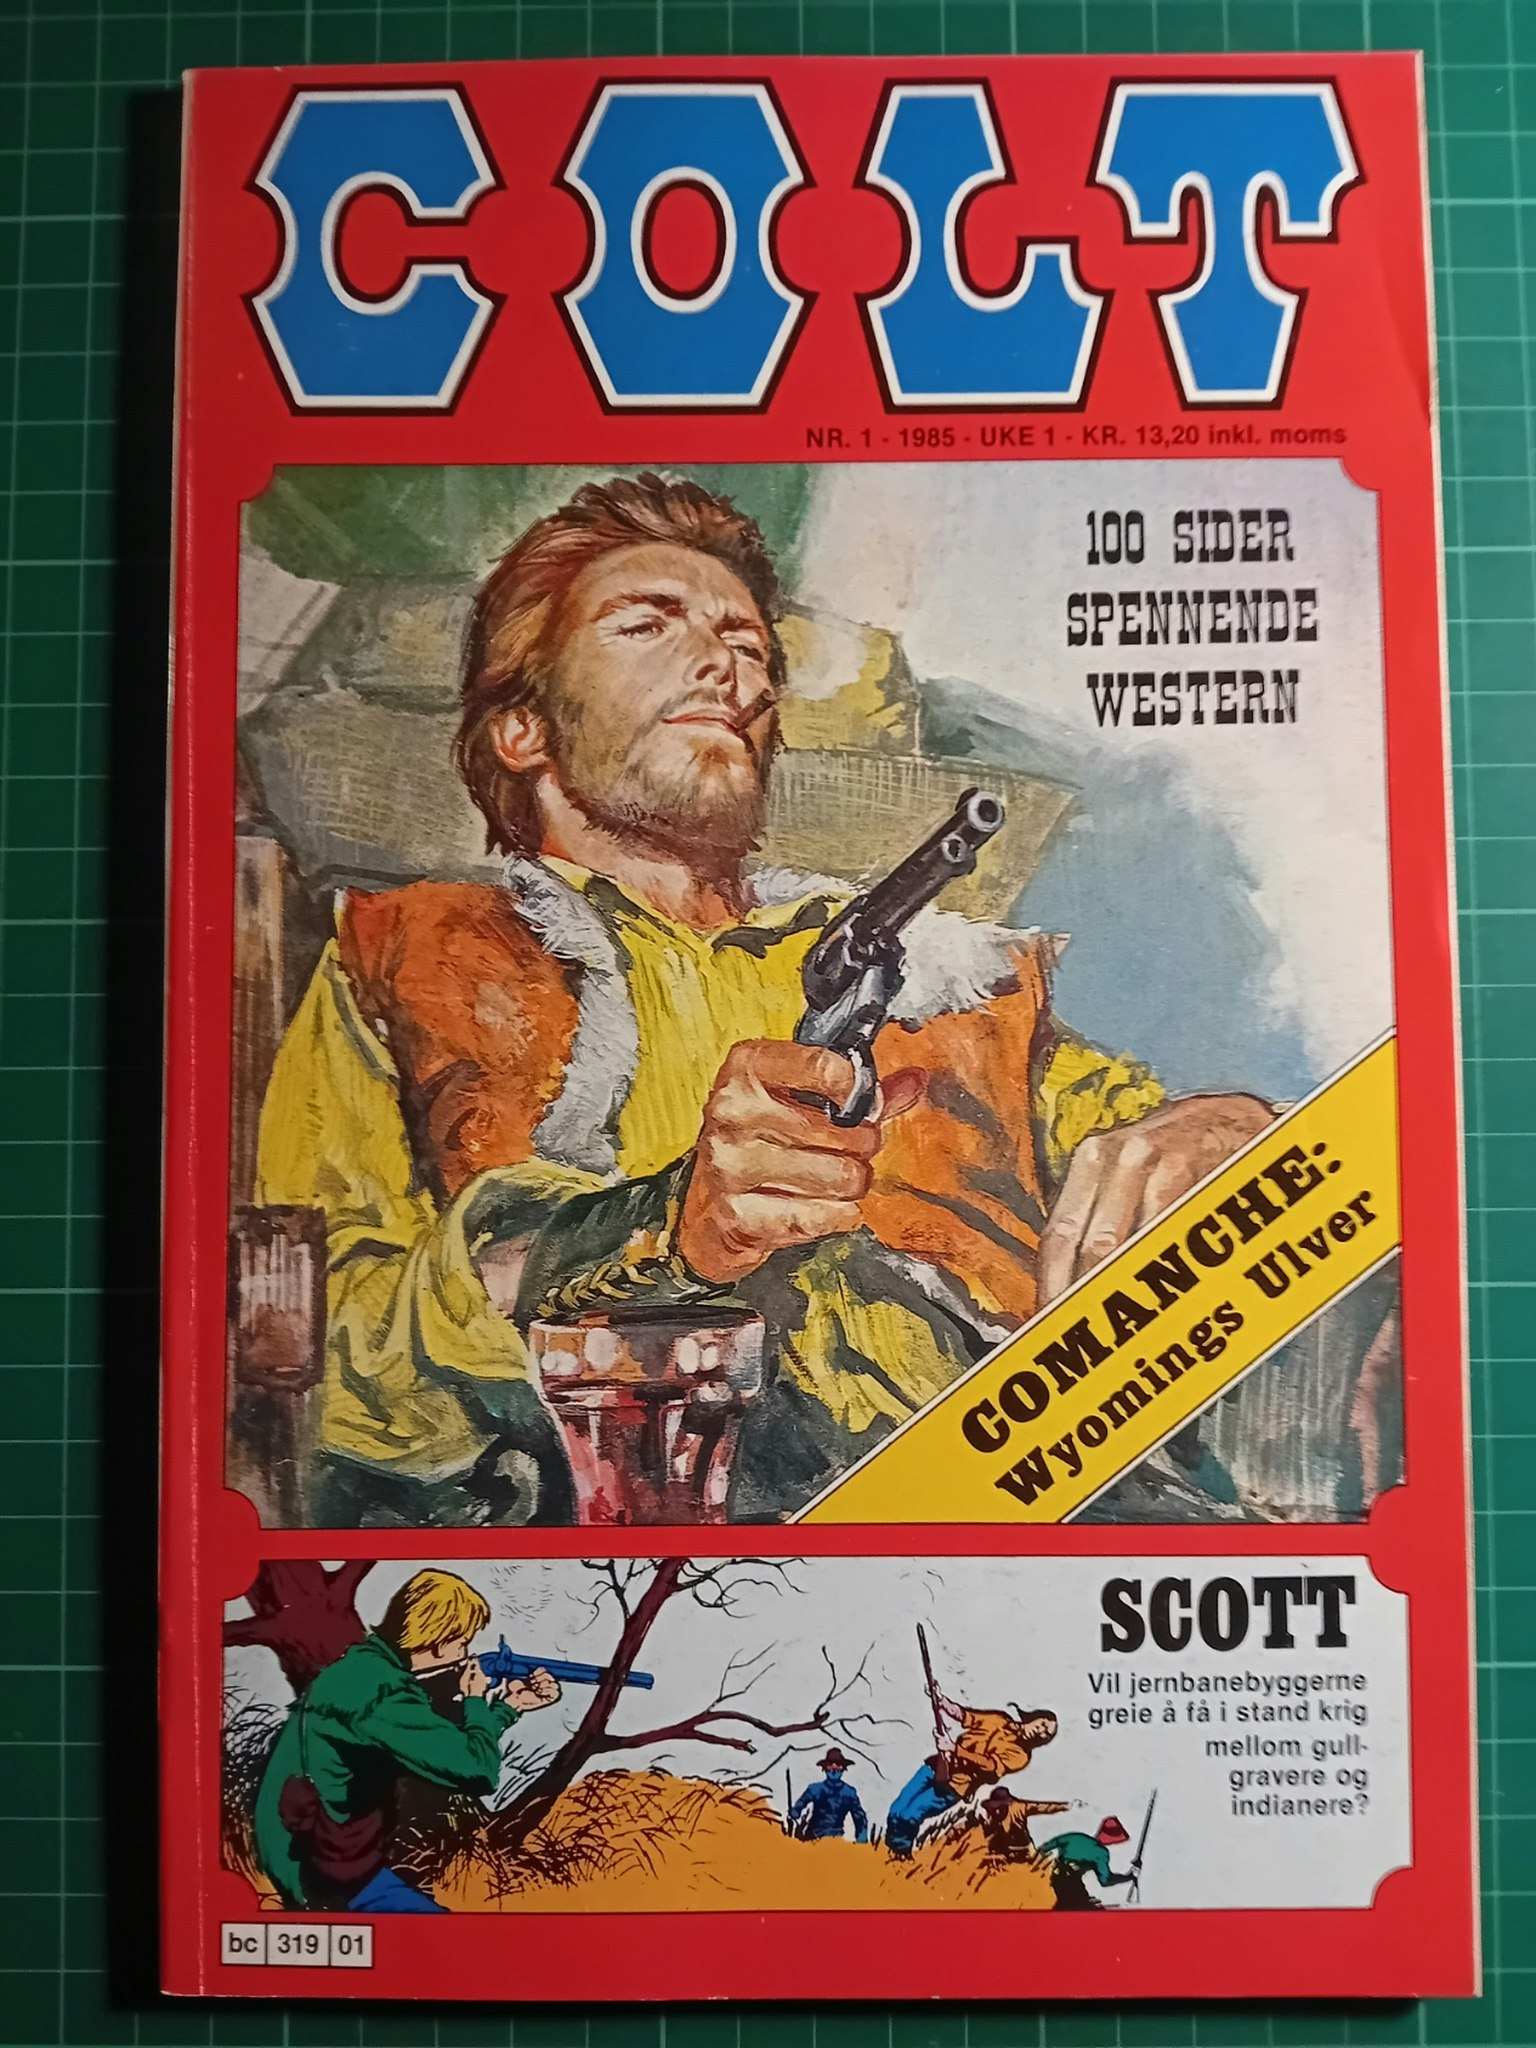 COLT
NR. 1 - 1985 - UKE 1 - KR. 13,20 inkl. moms
100 SIDER
SPENNENDE
WESTERN
COMANCHE:
Wyomings Ulver
SCOTT
Vil jernbanebyggerne
greie å få i stand krig
mellom gull-
gravere og
indianere?
bc 319 01